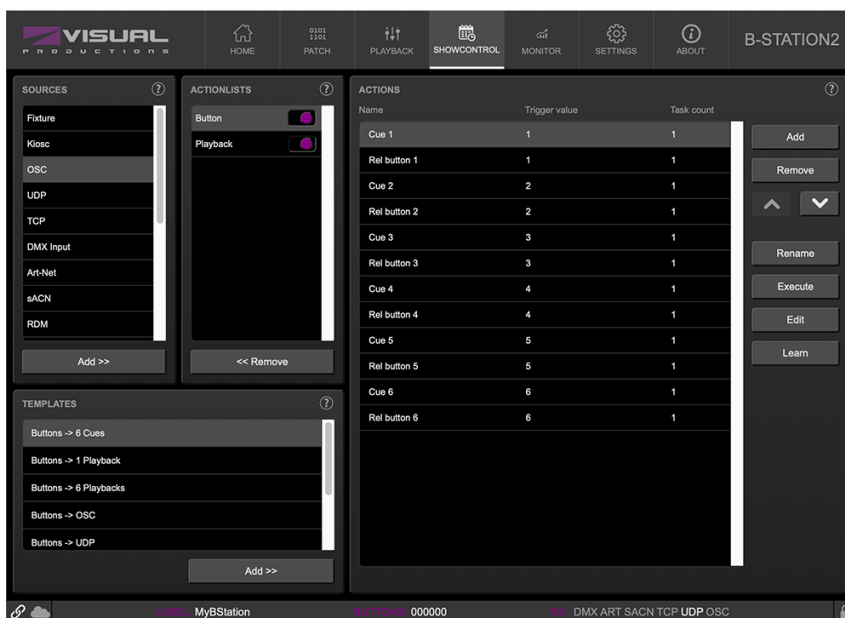 VISUAL
PRODUCTIONS
HOME
0101
1101
PATCH
PLAYBACK
SHOWCONTROL
MONITOR
SETTINGS
ABOUT
B-STATION2
SOURCES ?
Fixture
Kiosc
OSC
UDP
TCP
DMX Input
Art-Net
sACN
RDM
Add >>
ACTIONLISTS ?
Button
Playback
<< Remove
TEMPLATES ?
Buttons -> 6 Cues
Buttons -> 1 Playback
Buttons -> 6 Playbacks
Buttons -> OSC
Buttons -> UDP
Add >>
ACTIONS ?
Name Trigger value Task count
Cue 1 1 1
Rel button 1 1 1
Cue 2 2 1
Rel button 2 2 1
Cue 3 3 1
Rel button 3 3 1
Cue 4 4 1
Rel button 4 4 1
Cue 5 5 1
Rel button 5 5 1
Cue 6 6 1
Rel button 6 6 1
Add
Remove
Rename
Execute
Edit
Learn
LABEL: MyBStation BUTTONS: 000000 RX: DMX ART SACN TCP UDP OSC